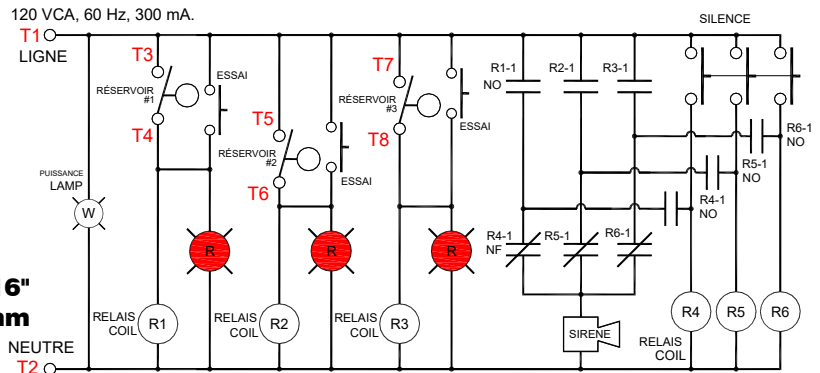 120 VCA, 60 Hz, 300 mA.
T1
LIGNE
T3
T4
RÉSERVOIR
#1
ESSAI
T5
T6
RÉSERVOIR
#2
ESSAI
T7
T8
RÉSERVOIR
#3
ESSAI
R1-1
NO
R2-1
R3-1
SILENCE
R6-1
NO
R5-1
NO
R4-1
NO
PUISSANCE
LAMP
W
R
R
R
R4-1
NF
R5-1
R6-1
6"
mm
RELAIS
COIL
R1
RELAIS
COIL
R2
RELAIS
COIL
R3
SIRENE
RELAIS
COIL
R4
R5
R6
NEUTRE
T2